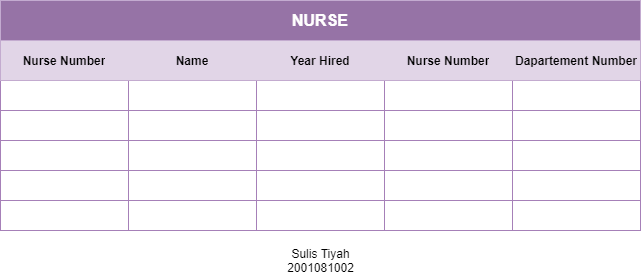 NURSE
Nurse Number Name Year Hired Nurse Number Dapartement Number
Sulis Tiyah
2001081002